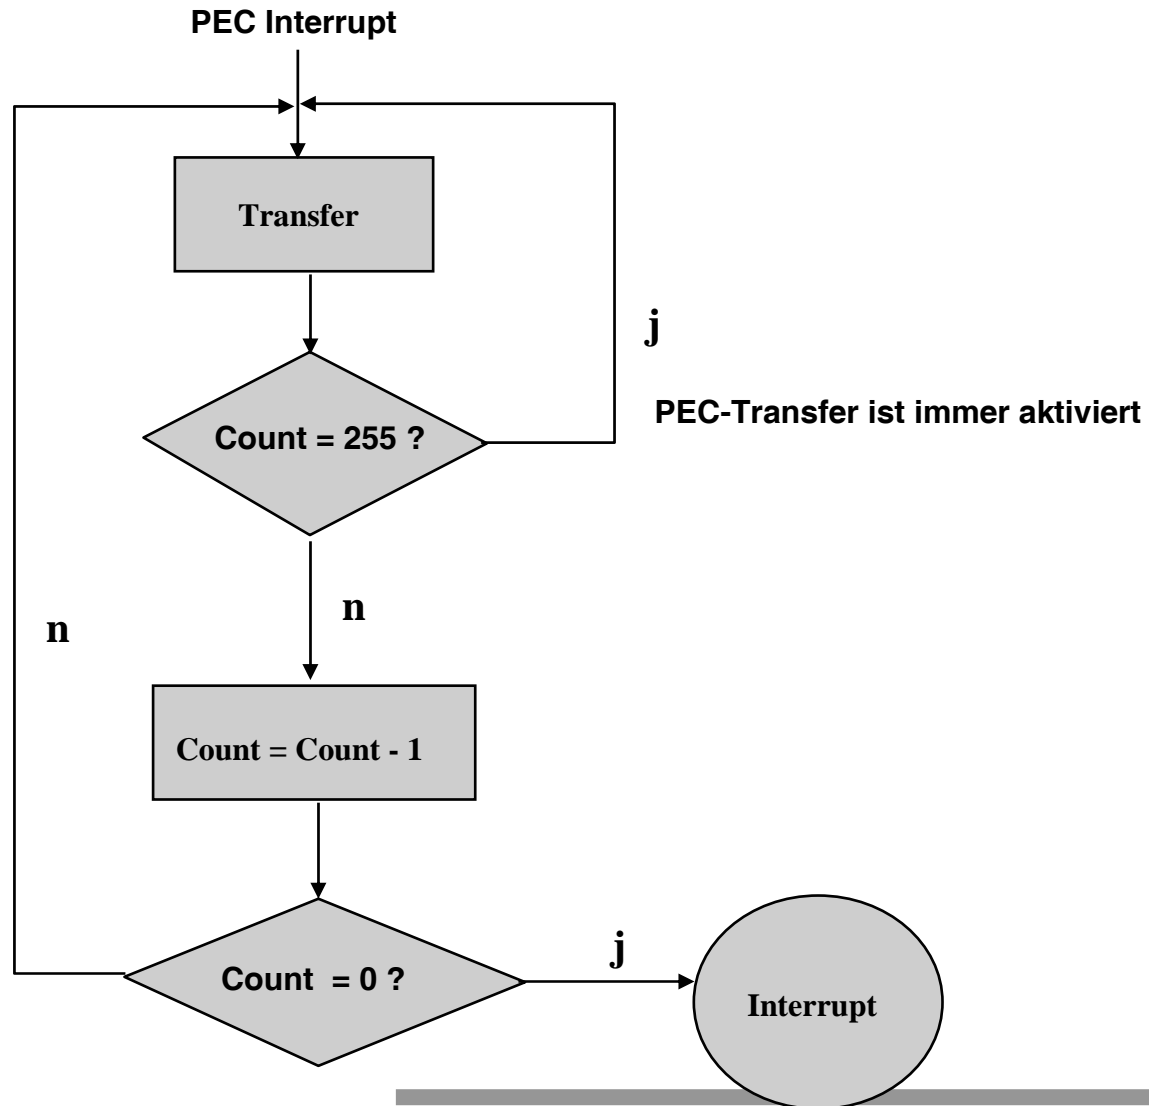 PEC Interrupt
Transfer
j
PEC-Transfer ist immer aktiviert
Count = 255 ?
n
n
Count = Count - 1
j
Count = 0 ?
Interrupt